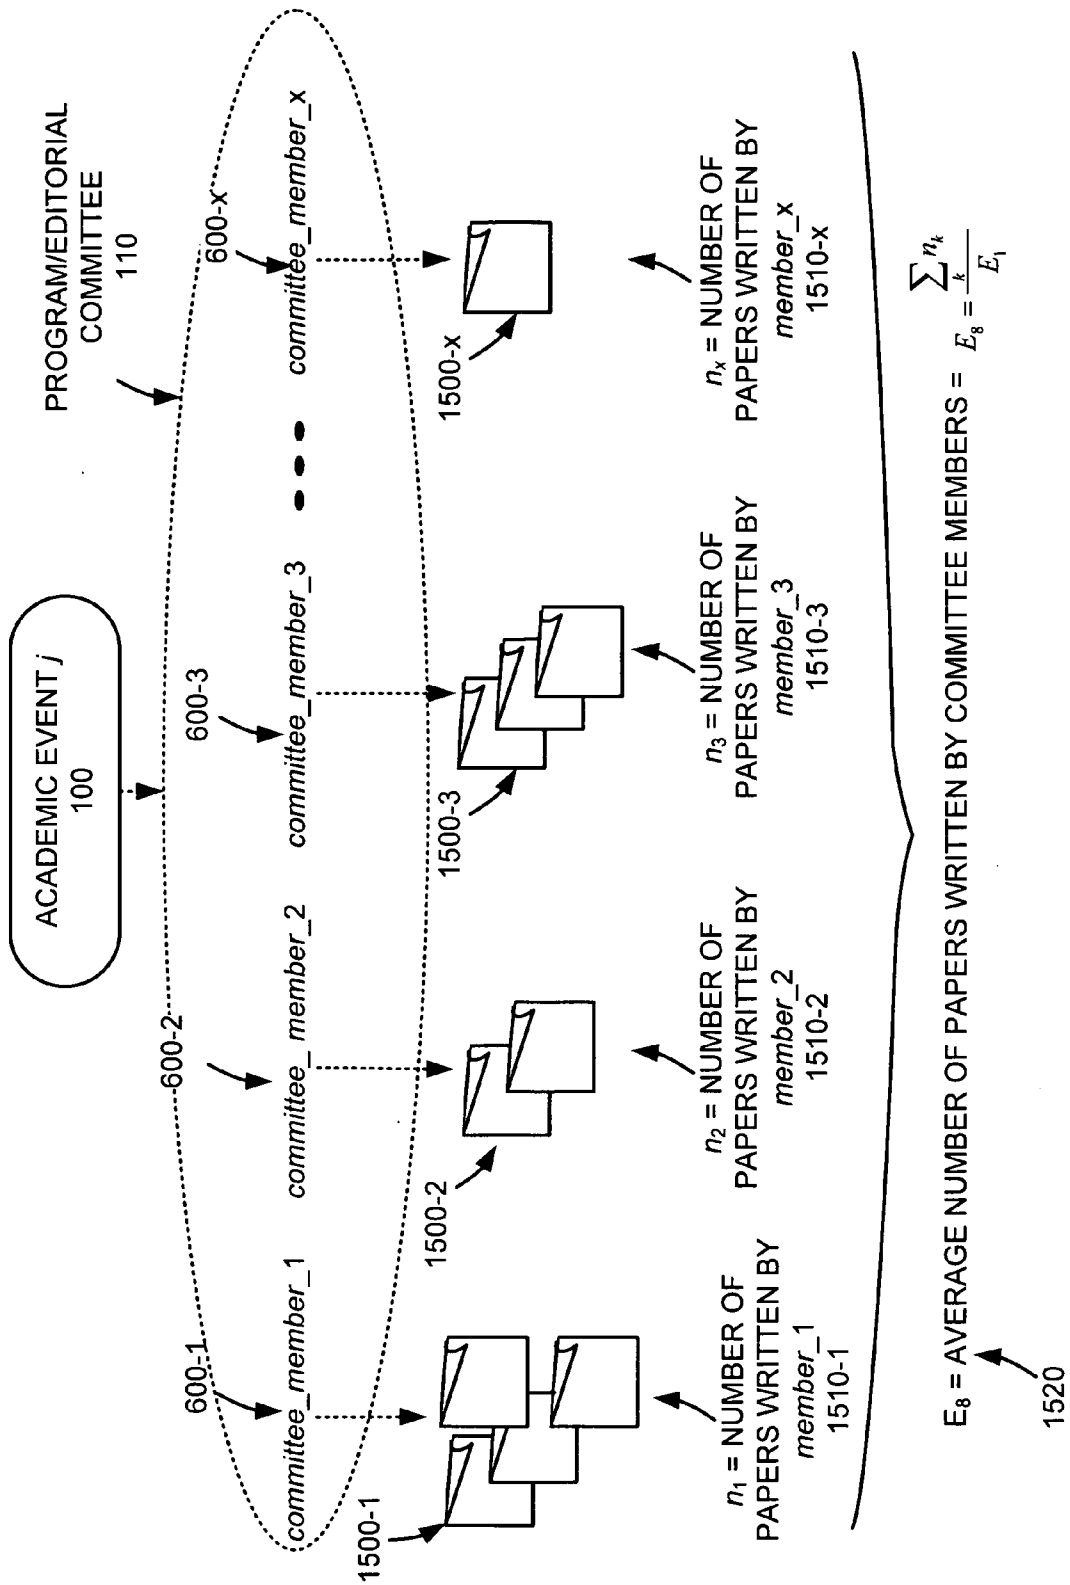 ACADEMIC EVENT j
100
PROGRAM/EDITORIAL
COMMITTEE
110
600-1
600-2
600-3
600-x
committee_member_1
committee_member_2
committee_member_3
committee_member_x
1500-1
1500-2
1500-3
1500-x
n₁ = NUMBER OF
PAPERS WRITTEN BY
member_1
1510-1
n₂ = NUMBER OF
PAPERS WRITTEN BY
member_2
1510-2
n₃ = NUMBER OF
PAPERS WRITTEN BY
member_3
1510-3
nₓ = NUMBER OF
PAPERS WRITTEN BY
member_x
1510-x
E₈ = AVERAGE NUMBER OF PAPERS WRITTEN BY COMMITTEE MEMBERS = E₈ = ∑ₖ nₖ / E₁
1520